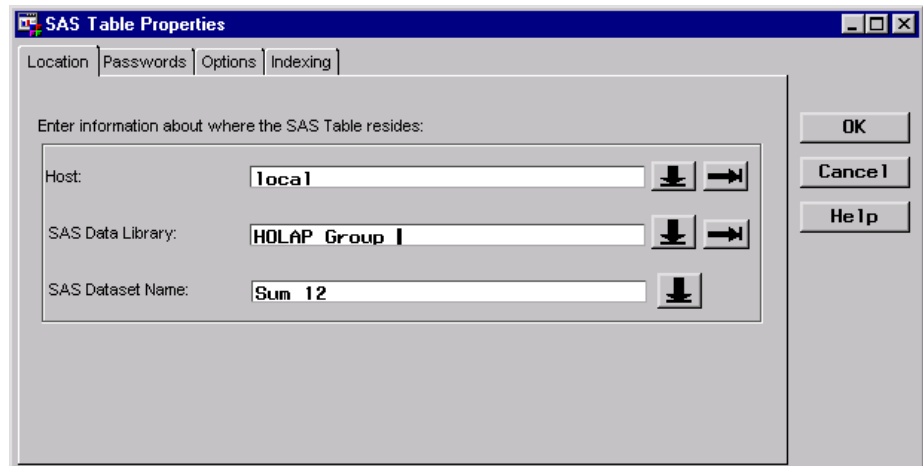 SAS Table Properties
Location Passwords Options Indexing
Enter information about where the SAS Table resides:
OK
Host: local
Cancel
Help
SAS Data Library: HOLAP Group
SAS Dataset Name: Sum 12